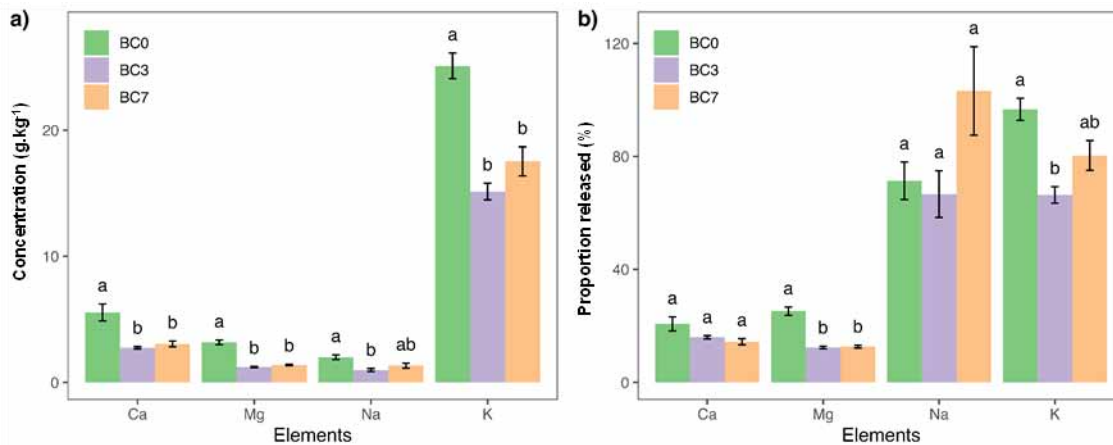 a)
BC0
BC3
BC7
Concentration (g.kg⁻¹)
20
10
0
a
b
b
a
b
b
a
b
ab
a
b
b
Ca
Mg
Na
K
Elements
b)
BC0
BC3
BC7
Proportion released (%)
120
80
40
0
a
a
a
a
b
b
a
a
a
a
b
ab
Ca
Mg
Na
K
Elements